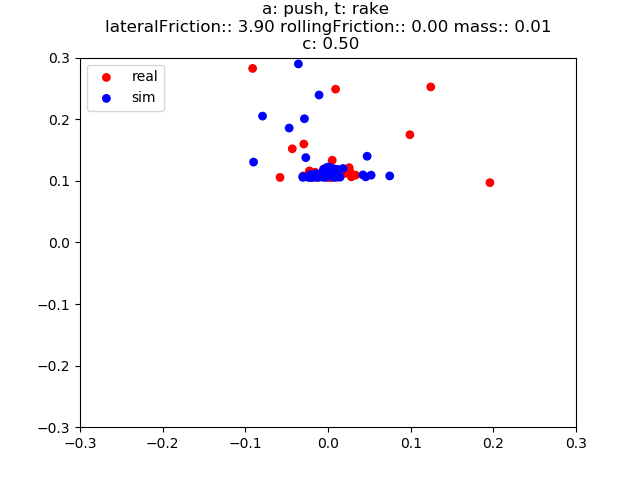 a: push, t: rake
lateralFriction:: 3.90 rollingFriction:: 0.00 mass:: 0.01
c: 0.50
real
sim
0.3
0.2
0.1
0.0
−0.1
−0.2
−0.3
−0.3 −0.2 −0.1 0.0 0.1 0.2 0.3